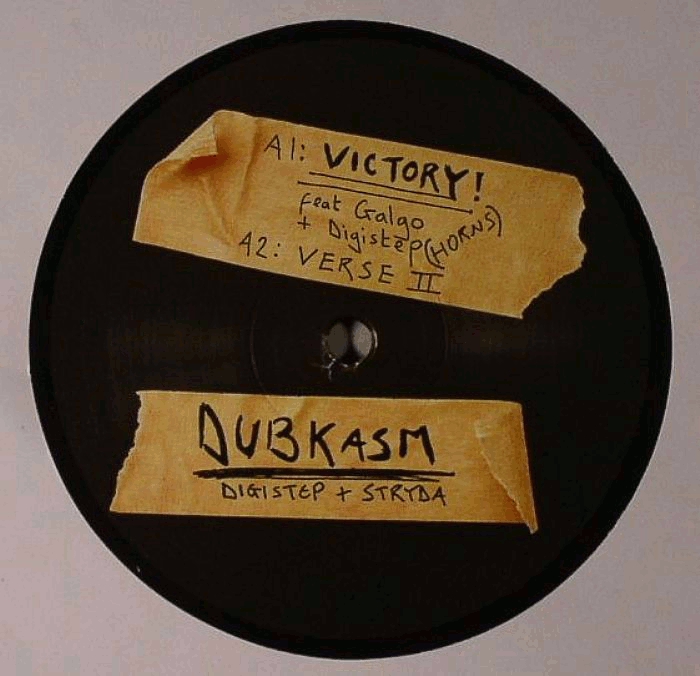 A1: VICTORY!
feat Galgo
+ Digistep (HORNS)
A2: VERSE II
DUBKASM
DIGISTEP + STRYDA